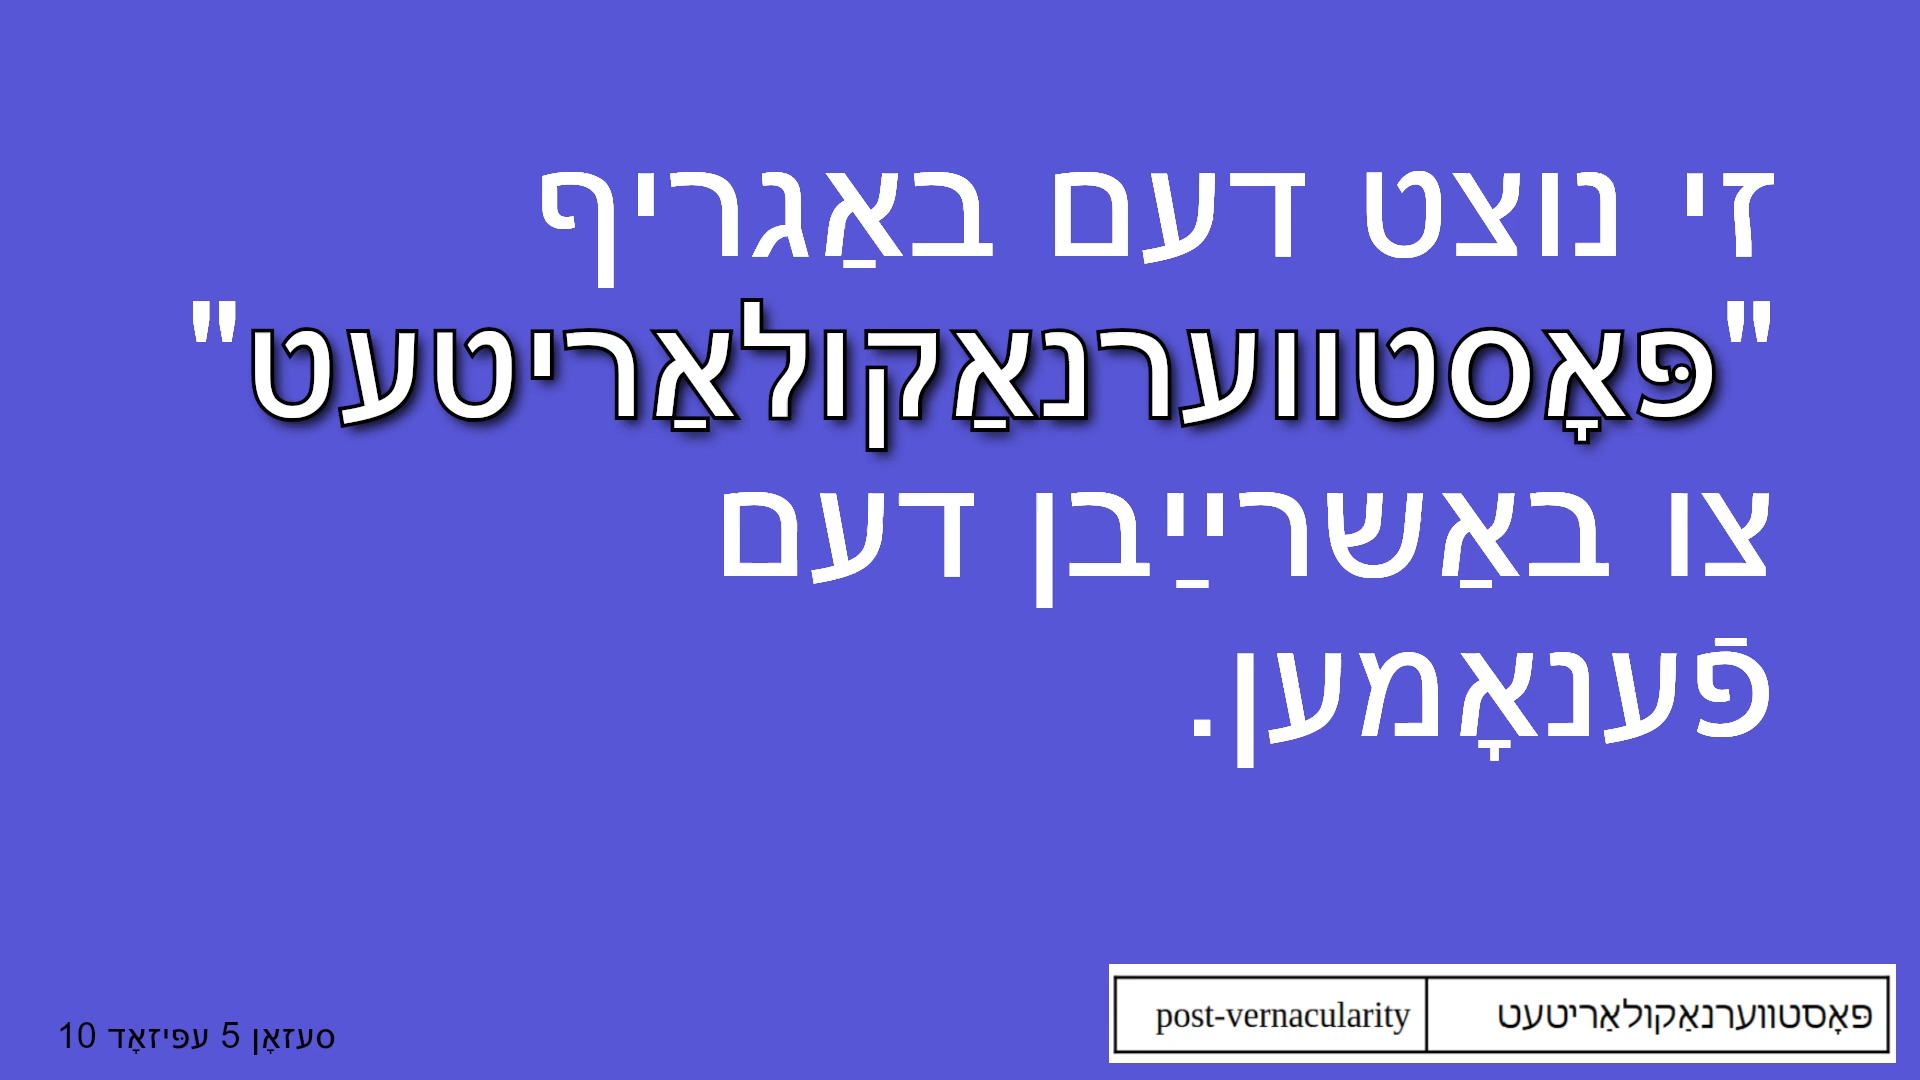 זי נוצט דעם באַגריף
"פּאָסטווערנאַקולאַריטעט"
צו באַשרייַבן דעם
פֿענאָמען.
פּאָסטווערנאַקולאַריטעט post-vernacularity
סעזאָן 5 עפּיזאָד 10